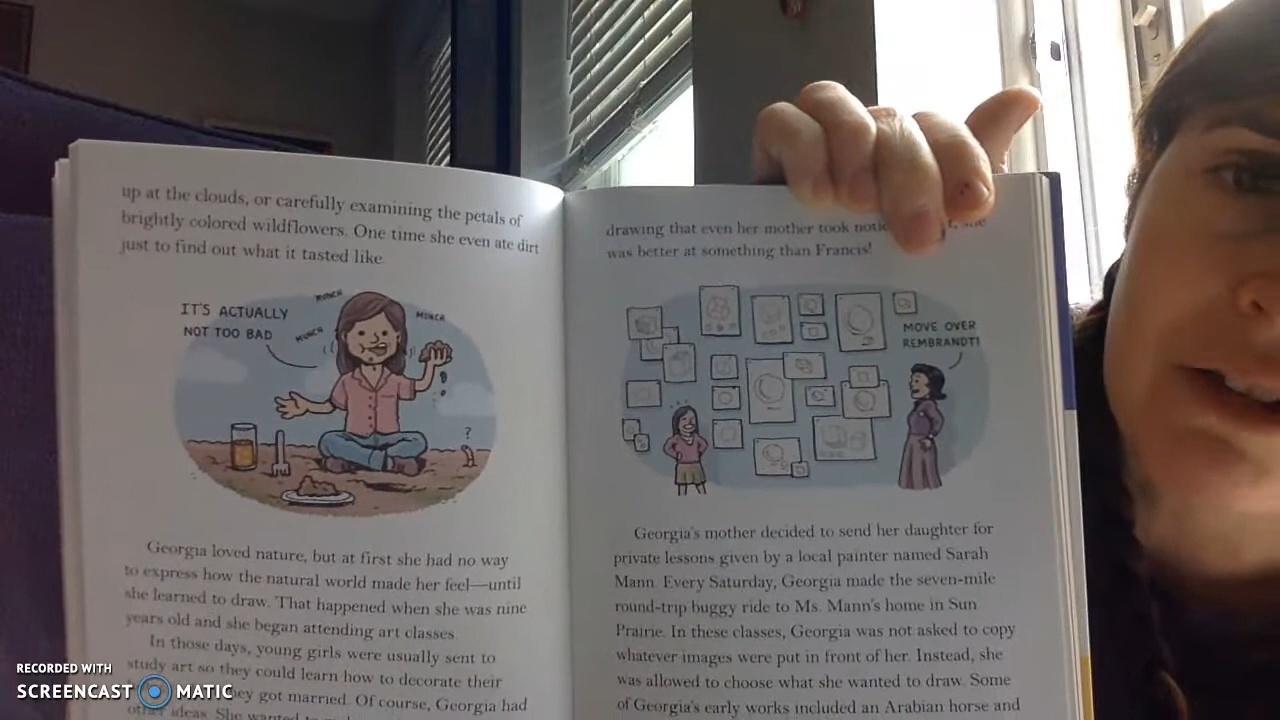 up at the clouds, or carefully examining the petals of
brightly colored wildflowers. One time she even ate dirt
just to find out what it tasted like.
IT'S ACTUALLY
NOT TOO BAD
MUNCH
MUNCH
MUNCH
?
Georgia loved nature, but at first she had no way
to express how the natural world made her feel—until
she learned to draw. That happened when she was nine
years old and she began attending art classes.
In those days, young girls were usually sent to
study art so they could learn how to decorate their
they got married. Of course, Georgia had
other ideas. She wanted
drawing that even her mother took
she
was better at something than Francis!
MOVE OVER
REMBRANDT!
Georgia's mother decided to send her daughter for
private lessons given by a local painter named Sarah
Mann. Every Saturday, Georgia made the seven-mile
round-trip buggy ride to Ms. Mann's home in Sun
Prairie. In these classes, Georgia was not asked to copy
whatever images were put in front of her. Instead, she
was allowed to choose what she wanted to draw. Some
of Georgia's early works included an Arabian horse and
RECORDED WITH
SCREENCAST MATIC